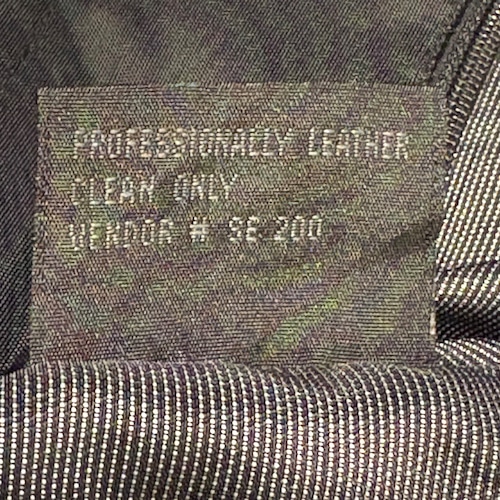 PROFESSIONALLY LEATHER
CLEAN ONLY
VENDOR # SE-200